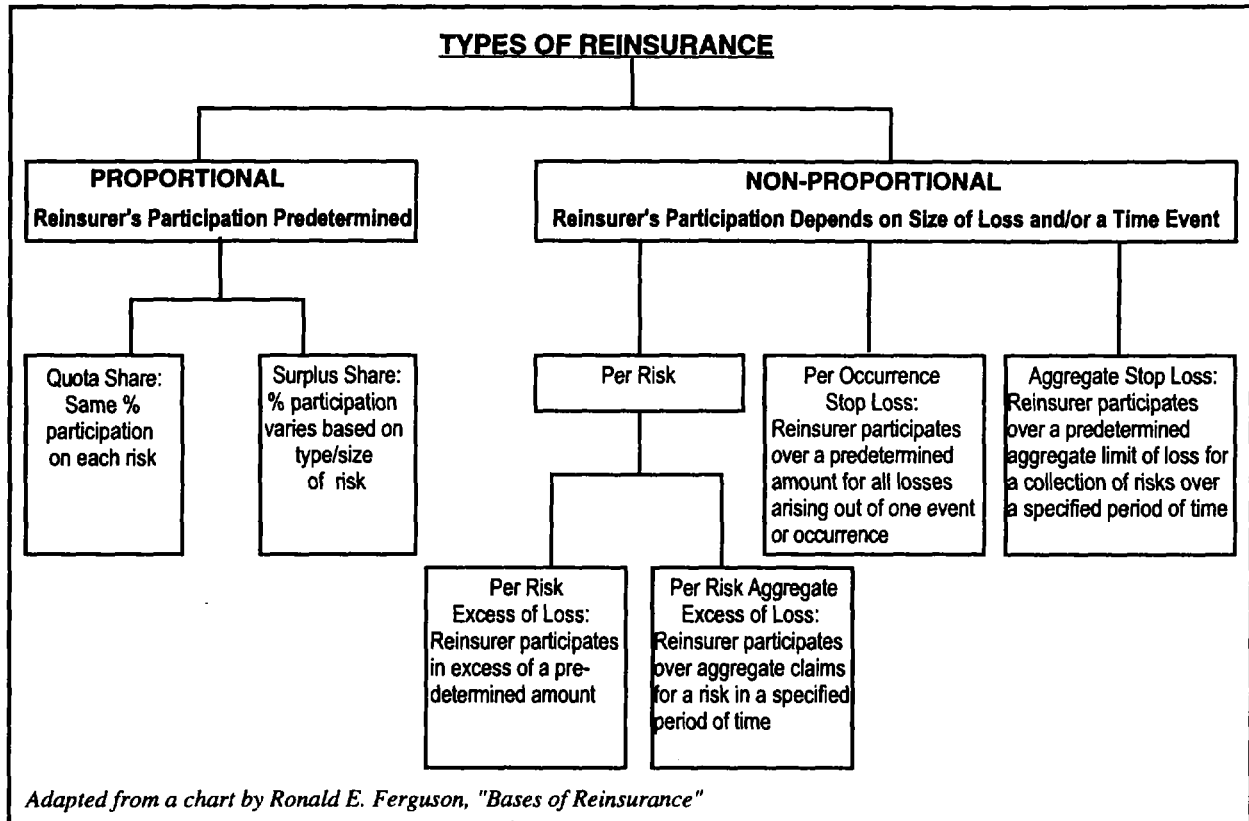 TYPES OF REINSURANCE
PROPORTIONAL
Reinsurer's Participation Predetermined
NON-PROPORTIONAL
Reinsurer's Participation Depends on Size of Loss and/or a Time Event
Quota Share:
Same %
participation
on each risk
Surplus Share:
% participation
varies based on
type/size
of risk
Per Risk
Per Occurrence
Stop Loss:
Reinsurer participates
over a predetermined
amount for all losses
arising out of one event
or occurrence
Aggregate Stop Loss:
Reinsurer participates
over a predetermined
aggregate limit of loss for
a collection of risks over
a specified period of time
Per Risk
Excess of Loss:
Reinsurer participates
in excess of a pre-
determined amount
Per Risk Aggregate
Excess of Loss:
Reinsurer participates
over aggregate claims
for a risk in a specified
period of time
Adapted from a chart by Ronald E. Ferguson, "Bases of Reinsurance"